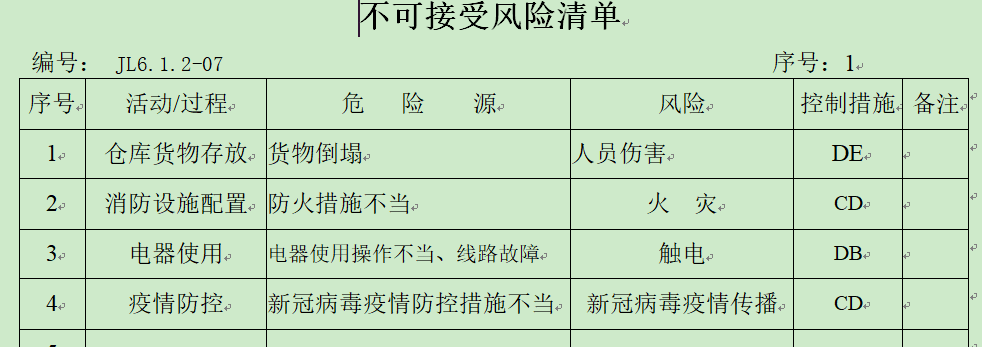 不可接受风险清单
编号： JL6.1.2-07 序号：1
序号 活动/过程 危 险 源 风险 控制措施 备注
1 仓库货物存放 货物倒塌 人员伤害 DE
2 消防设施配置 防火措施不当 火 灾 CD
3 电器使用 电器使用操作不当、线路故障 触电 DB
4 疫情防控 新冠病毒疫情防控措施不当 新冠病毒疫情传播 CD